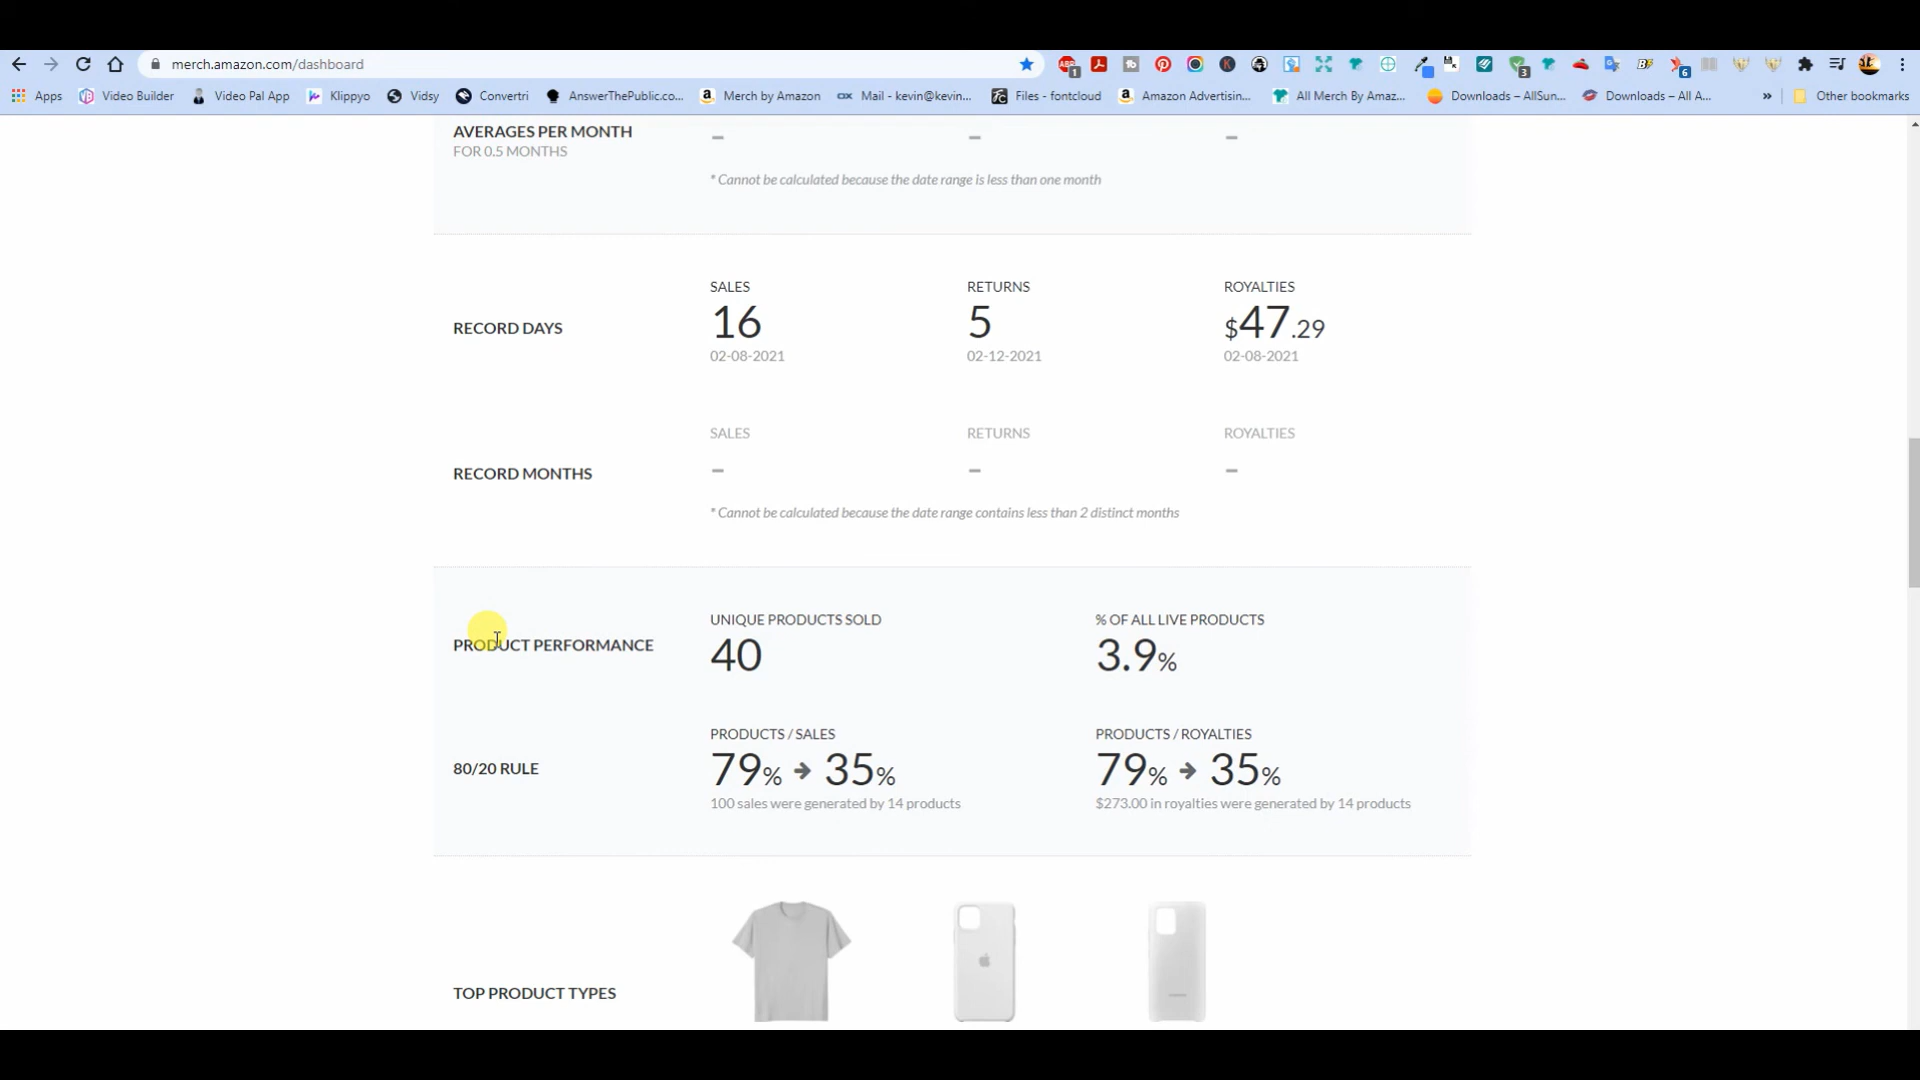 merch.amazon.com/dashboard
1
3
6
Apps
Video Builder
Video Pal App
Klippyo
Vidsy
Convertri
AnswerThePublic.co...
Merch by Amazon
Mail - kevin@kevin...
Files - fontcloud
Amazon Advertisin...
All Merch By Amaz...
Downloads – AllSun...
Downloads – All A...
»
Other bookmarks
AVERAGES PER MONTH
FOR 0.5 MONTHS
– – –
* Cannot be calculated because the date range is less than one month
RECORD DAYS
SALES
16
02-08-2021
RETURNS
5
02-12-2021
ROYALTIES
$47.29
02-08-2021
RECORD MONTHS
SALES
–
RETURNS
–
ROYALTIES
–
* Cannot be calculated because the date range contains less than 2 distinct months
PRODUCT PERFORMANCE
UNIQUE PRODUCTS SOLD
40
% OF ALL LIVE PRODUCTS
3.9%
80/20 RULE
PRODUCTS / SALES
79% → 35%
100 sales were generated by 14 products
PRODUCTS / ROYALTIES
79% → 35%
$273.00 in royalties were generated by 14 products
TOP PRODUCT TYPES